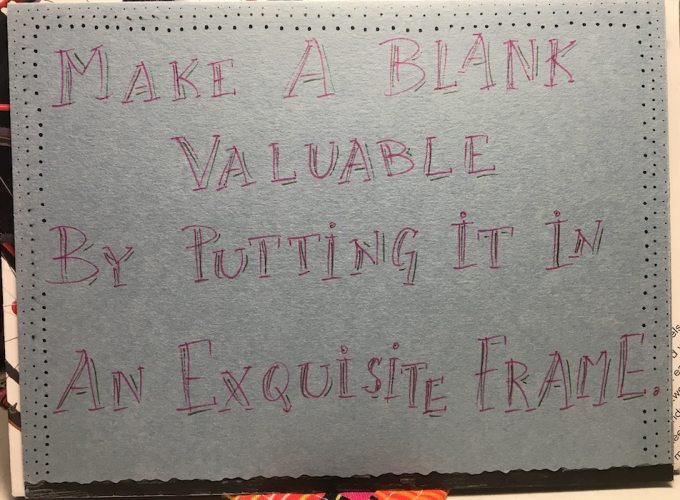 MAKE A BLANK
VALUABLE
BY PUTTING iT iN
AN EXQUiSiTE FRAME.